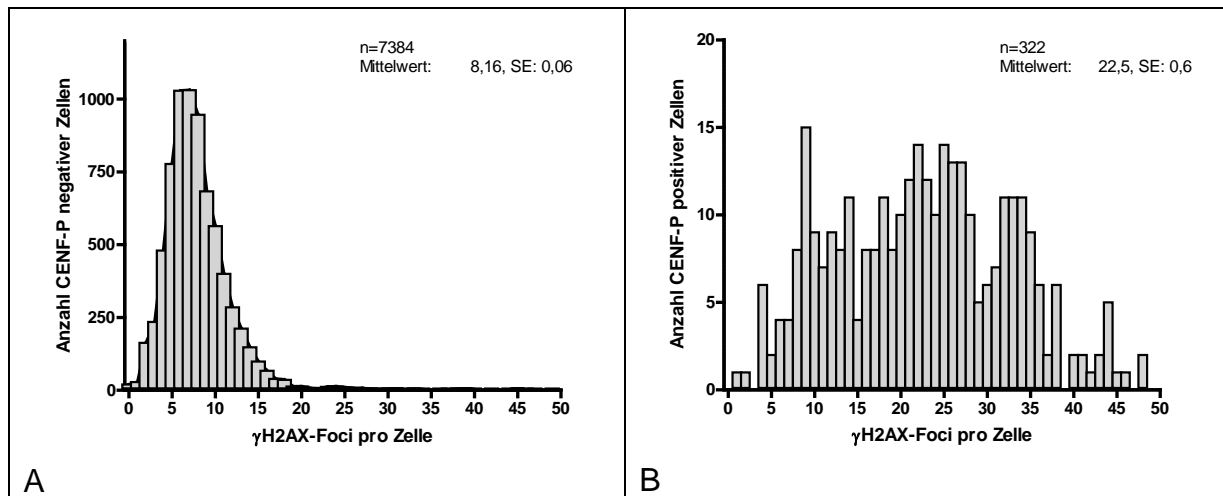 n=7384
Mittelwert: 8,16, SE: 0,06
Anzahl CENF-P negativer Zellen
1000
750
500
250
0
0 5 10 15 20 25 30 35 40 45 50
γH2AX-Foci pro Zelle
A
n=322
Mittelwert: 22,5, SE: 0,6
Anzahl CENF-P positiver Zellen
20
15
10
5
0
0 5 10 15 20 25 30 35 40 45 50
γH2AX-Foci pro Zelle
B